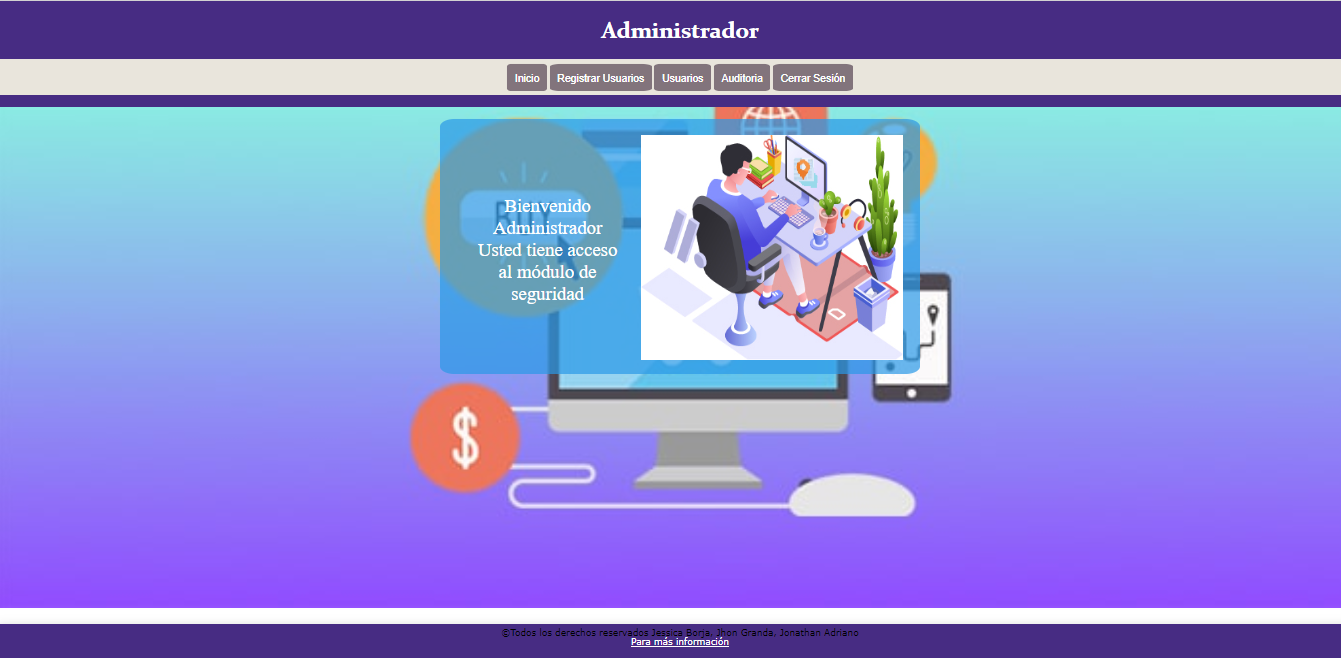 Administrador
Inicio Registrar Usuarios Usuarios Auditoria Cerrar Sesión
BUY
Bienvenido
Administrador
Usted tiene acceso
al módulo de
seguridad
©Todos los derechos reservados Jessica Borja, Jhon Granda, Jonathan Adriano
Para más información